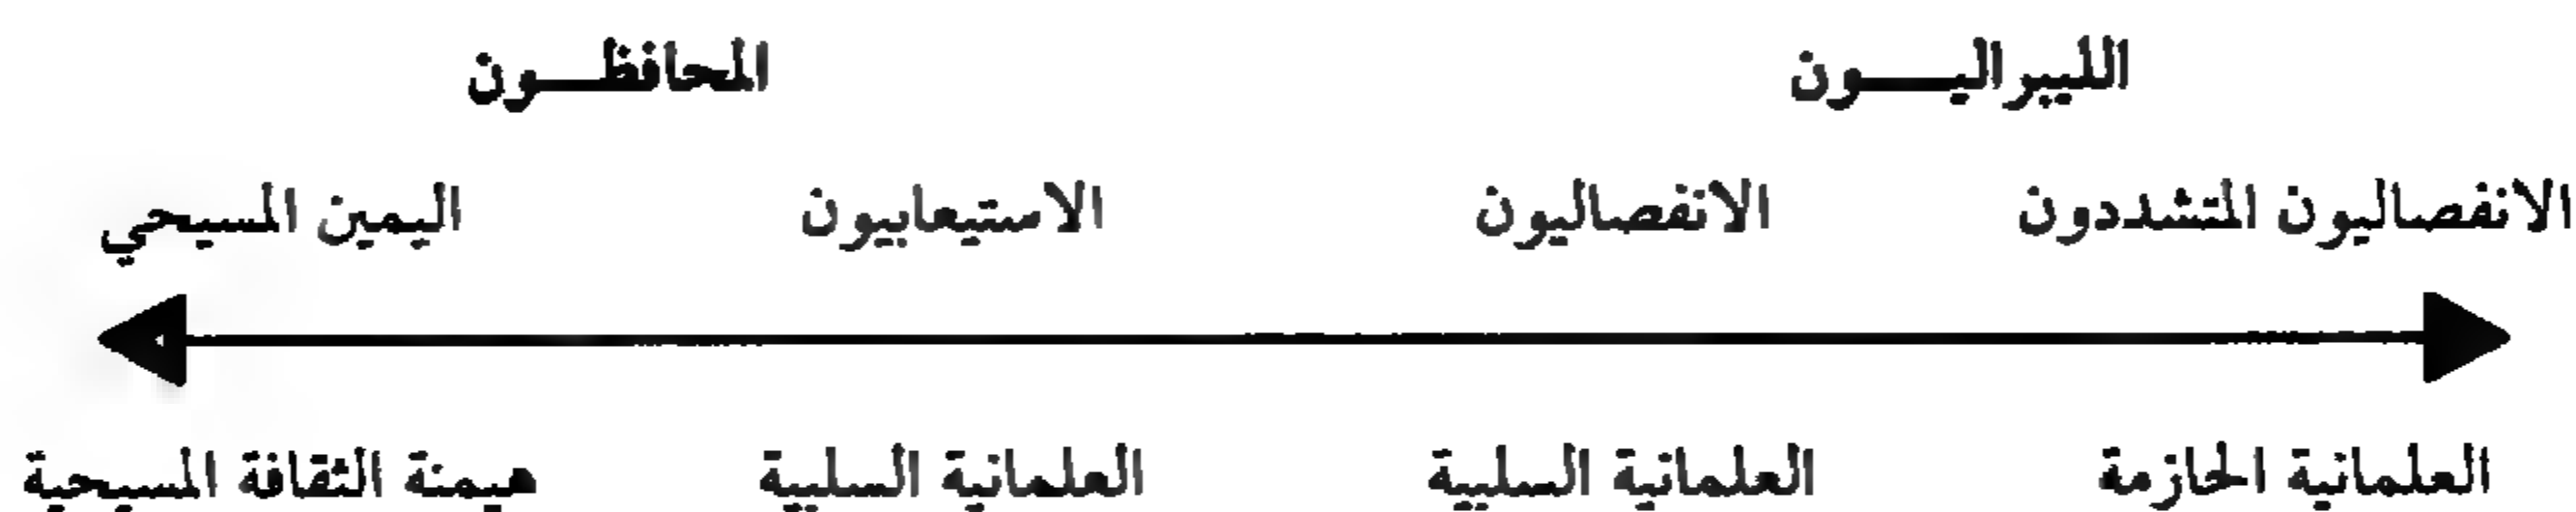 الليبراليـــون المحافظـــون
الانفصاليون المتشددون الانفصاليون الاستيعابيون اليمين المسيحي
العلمانية الحازمة العلمانية السلبية العلمانية السلبية هيمنة الثقافة المسيحية